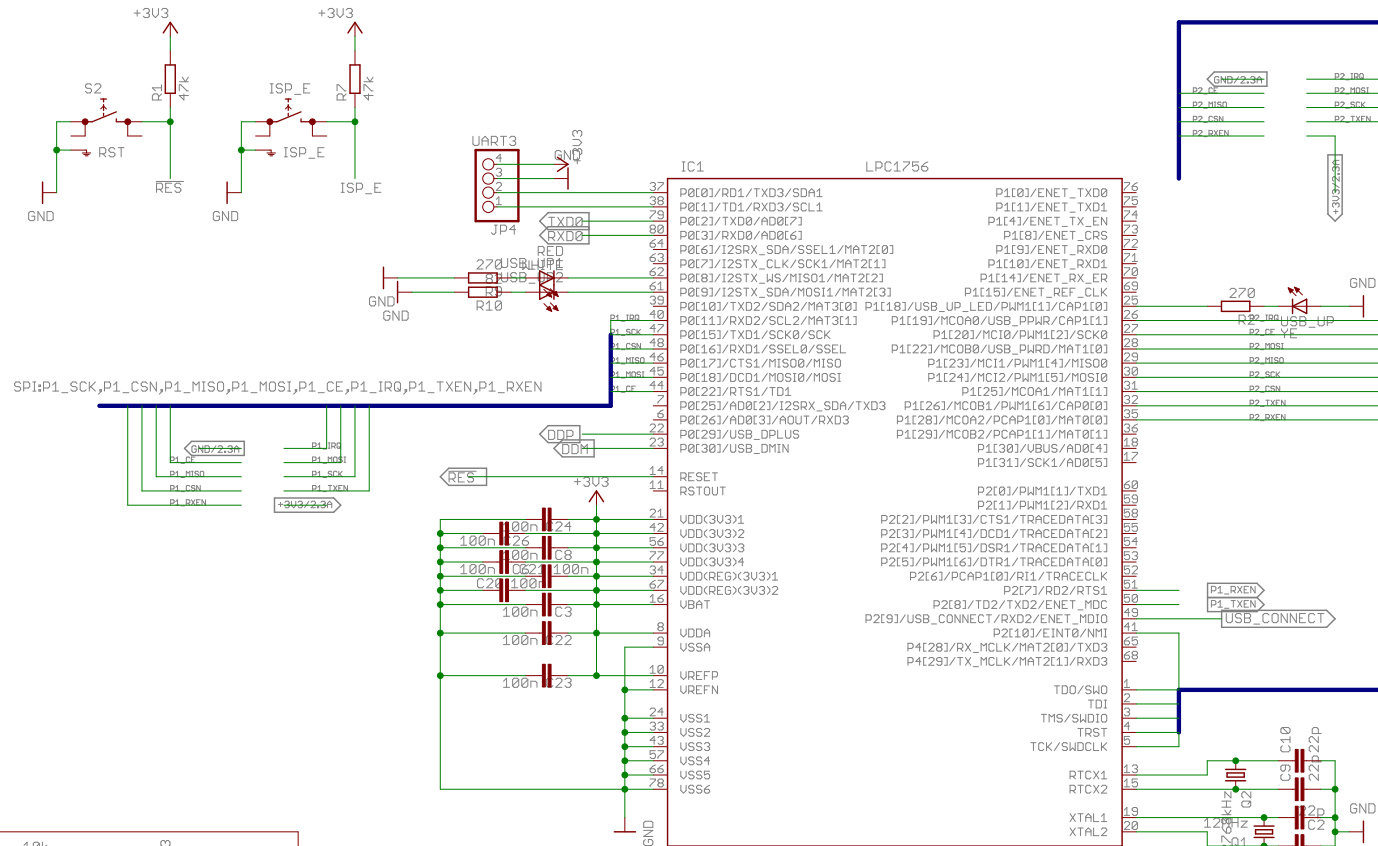 +3V3
+3V3
R1
47k
R7
47k
S2
ISP_E
RST
ISP_E
RES
ISP_E
GND
GND
UART3
4
3
2
1
GND
+3V3
JP4
TXD0
RXD0
RED
270
R10
GND
GND
P1_IRQ
P1_SCK
P1_CSN
P1_MISO
P1_MOSI
P1_CE
SPI:P1_SCK,P1_CSN,P1_MISO,P1_MOSI,P1_CE,P1_IRQ,P1_TXEN,P1_RXEN
GND/2.3A
P1_CE
P1_MISO
P1_CSN
P1_RXEN
P1_IRQ
P1_MOSI
P1_SCK
P1_TXEN
+3V3/2.3A
DDP
DDM
RES
+3V3
100n C24
100n C26
100n C8
100n C6
C21 100n
C20 100n
100n C3
100n C22
100n C23
GND
IC1 LPC1756
37 P0[0]/RD1/TXD3/SDA1
38 P0[1]/TD1/RXD3/SCL1
79 P0[2]/TXD0/AD0[7]
80 P0[3]/RXD0/AD0[6]
64 P0[6]/I2SRX_SDA/SSEL1/MAT2[0]
63 P0[7]/I2STX_CLK/SCK1/MAT2[1]
62 P0[8]/I2STX_WS/MISO1/MAT2[2]
61 P0[9]/I2STX_SDA/MOSI1/MAT2[3]
39 P0[10]/TXD2/SDA2/MAT3[0]
40 P0[11]/RXD2/SCL2/MAT3[1]
47 P0[15]/TXD1/SCK0/SCK
48 P0[16]/RXD1/SSEL0/SSEL
46 P0[17]/CTS1/MISO0/MISO
45 P0[18]/DCD1/MOSI0/MOSI
44 P0[22]/RTS1/TD1
7 P0[25]/AD0[2]/I2SRX_SDA/TXD3
6 P0[26]/AD0[3]/AOUT/RXD3
22 P0[29]/USB_DPLUS
23 P0[30]/USB_DMIN
14 RESET
11 RSTOUT
21 VDD(3V3)1
42 VDD(3V3)2
56 VDD(3V3)3
77 VDD(3V3)4
34 VDD(REG)(3V3)1
67 VDD(REG)(3V3)2
16 VBAT
8 VDDA
9 VSSA
10 VREFP
12 VREFN
24 VSS1
33 VSS2
43 VSS3
57 VSS4
66 VSS5
78 VSS6
P1[0]/ENET_TXD0 76
P1[1]/ENET_TXD1 75
P1[4]/ENET_TX_EN 74
P1[8]/ENET_CRS 73
P1[9]/ENET_RXD0 72
P1[10]/ENET_RXD1 71
P1[14]/ENET_RX_ER 70
P1[15]/ENET_REF_CLK 69
P1[18]/USB_UP_LED/PWM1[1]/CAP1[0] 25
P1[19]/MCOA0/USB_PPWR/CAP1[1] 26
P1[20]/MCI0/PWM1[2]/SCK0 27
P1[22]/MCOB0/USB_PWRD/MAT1[0] 28
P1[23]/MCI1/PWM1[4]/MISO0 29
P1[24]/MCI2/PWM1[5]/MOSI0 30
P1[25]/MCOA1/MAT1[1] 31
P1[26]/MCOB1/PWM1[6]/CAP0[0] 32
P1[28]/MCOA2/PCAP1[0]/MAT0[0] 35
P1[29]/MCOB2/PCAP1[1]/MAT0[1] 36
P1[30]/VBUS/AD0[4] 18
P1[31]/SCK1/AD0[5] 17
P2[0]/PWM1[1]/TXD1 60
P2[1]/PWM1[2]/RXD1 59
P2[2]/PWM1[3]/CTS1/TRACEDATA[3] 58
P2[3]/PWM1[4]/DCD1/TRACEDATA[2] 55
P2[4]/PWM1[5]/DSR1/TRACEDATA[1] 54
P2[5]/PWM1[6]/DTR1/TRACEDATA[0] 53
P2[6]/PCAP1[0]/RI1/TRACECLK 52
P2[7]/RD2/RTS1 51
P2[8]/TD2/TXD2/ENET_MDC 50
P2[9]/USB_CONNECT/RXD2/ENET_MDIO 49
P2[10]/EINT0/NMI 41
P4[28]/RX_MCLK/MAT2[0]/TXD3 65
P4[29]/TX_MCLK/MAT2[1]/RXD3 68
TDO/SWO 1
TDI 2
TMS/SWDIO 3
TRST 4
TCK/SWDCLK 5
RTCX1 13
RTCX2 15
XTAL1 19
XTAL2 20
GND/2.3A
P2_CE
P2_MISO
P2_CSN
P2_RXEN
P2_IRQ
P2_MOSI
P2_SCK
P2_TXEN
+3V3/2.3A
270
R2
GND
USB_UP
YE
P2_IRQ
P2_CE
P2_MOSI
P2_MISO
P2_SCK
P2_CSN
P2_TXEN
P2_RXEN
P1_RXEN
P1_TXEN
USB_CONNECT
C10
22p
C9
22p
Q2
22p
C2
Q1
GND
10k